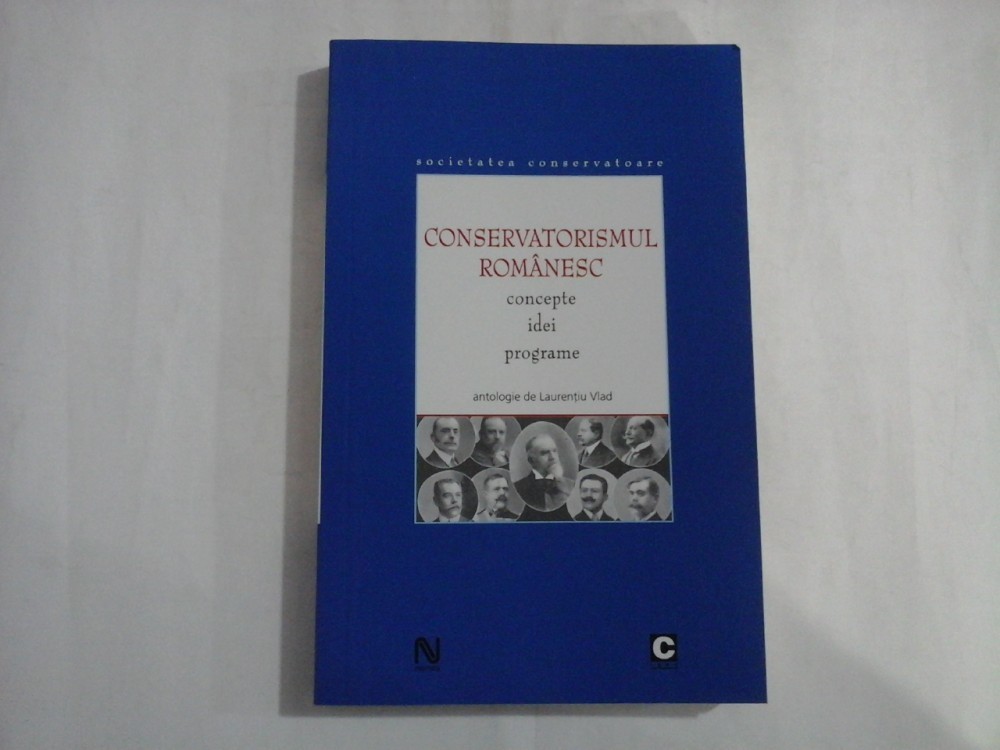 societatea conservatoare
CONSERVATORISMUL
ROMÂNESC
concepte
idei
programe
antologie de Laurențiu Vlad
N
C